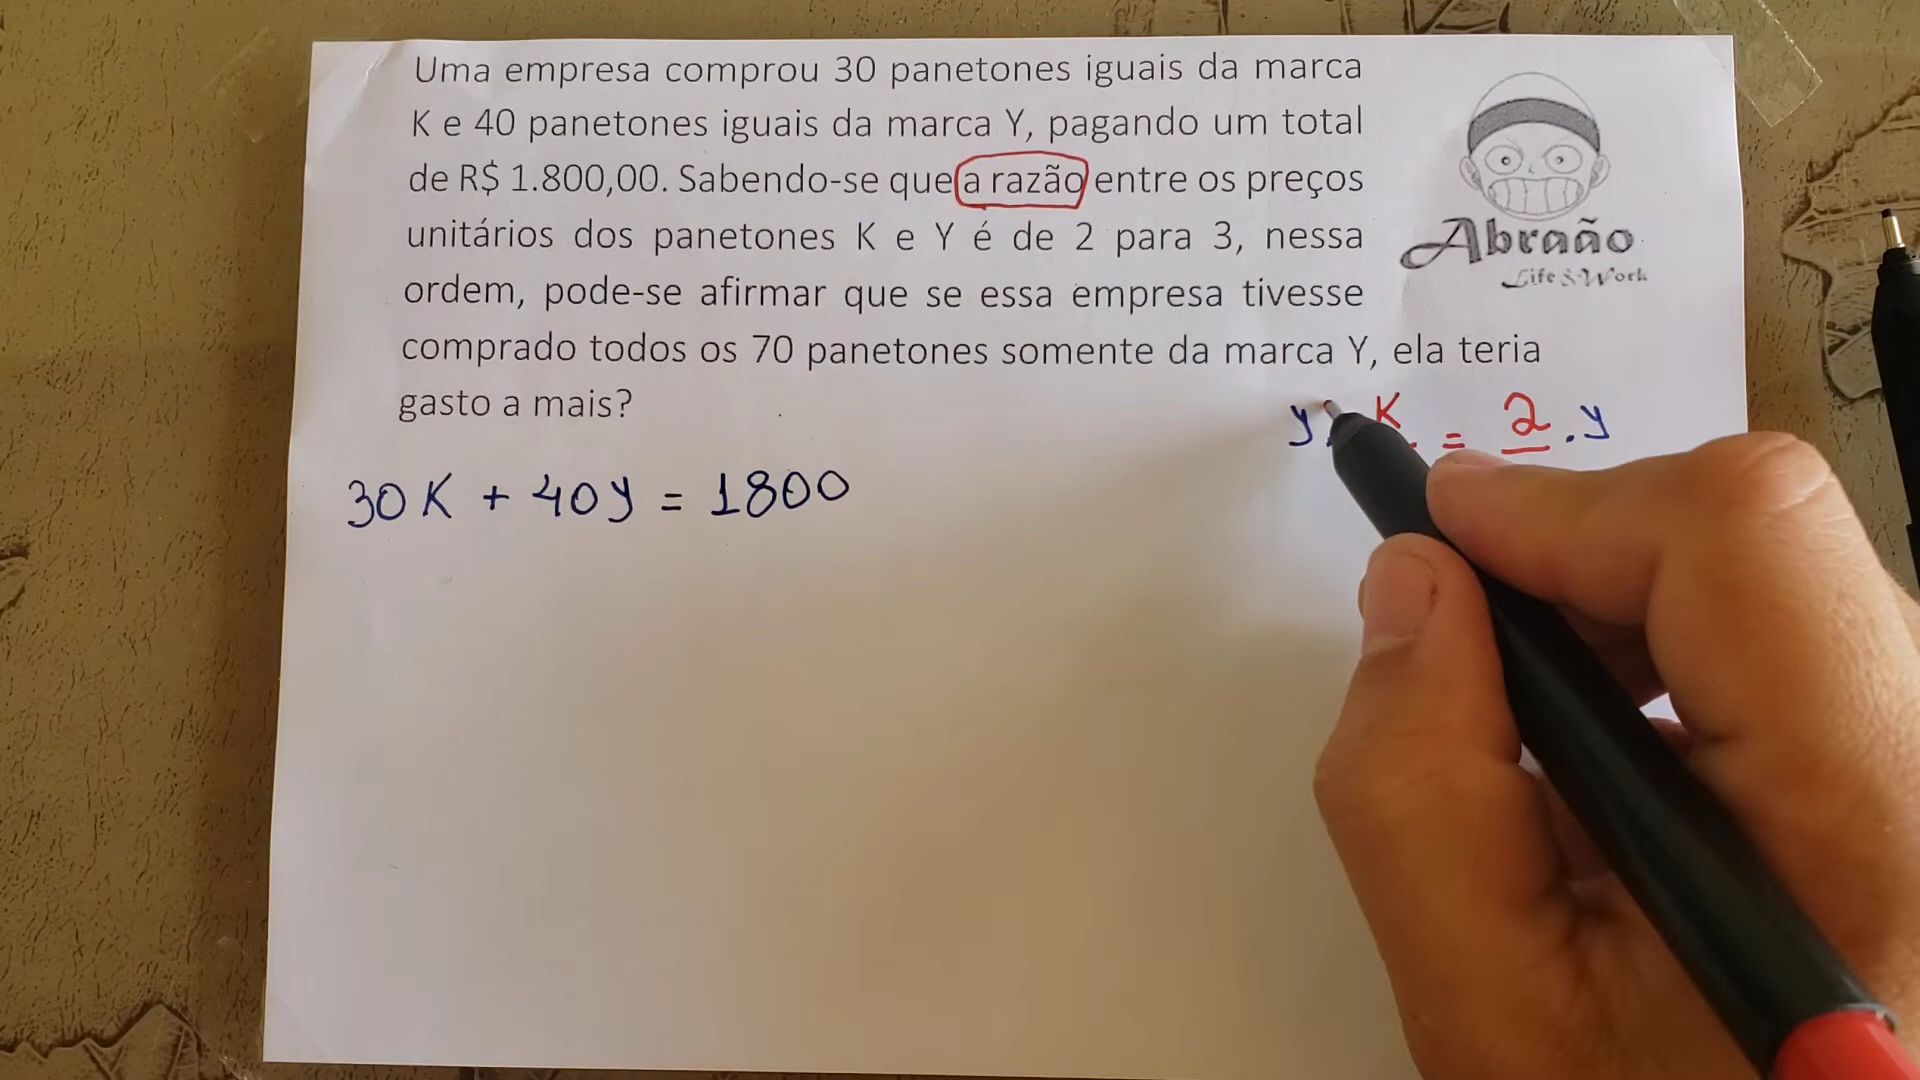 Uma empresa comprou 30 panetones iguais da marca
K e 40 panetones iguais da marca Y, pagando um total
de R$ 1.800,00. Sabendo-se que a razão entre os preços
unitários dos panetones K e Y é de 2 para 3, nessa
ordem, pode-se afirmar que se essa empresa tivesse
comprado todos os 70 panetones somente da marca Y, ela teria
gasto a mais?
Abraão
Life & Work
y. K = 2 . y
30K + 40y = 1800